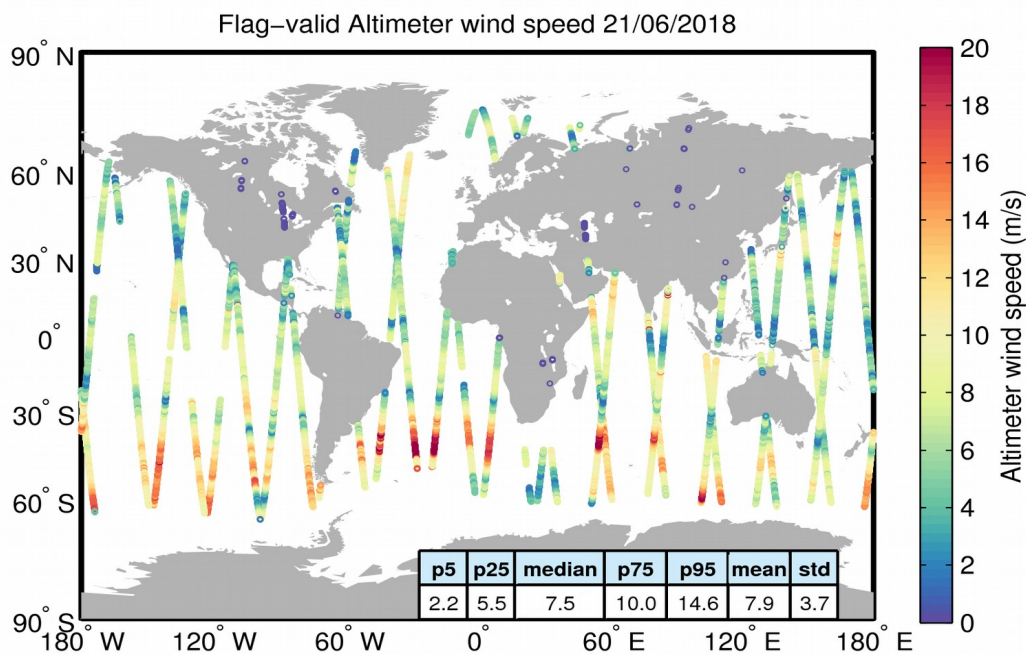 Flag−valid Altimeter wind speed 21/06/2018
90° N
60° N
30° N
0°
30° S
60° S
90° S
180° W
120° W
60° W
0°
60° E
120° E
180° E
p5 p25 median p75 p95 mean std
2.2 5.5 7.5 10.0 14.6 7.9 3.7
20
18
16
14
12
10
8
6
4
2
0
Altimeter wind speed (m/s)